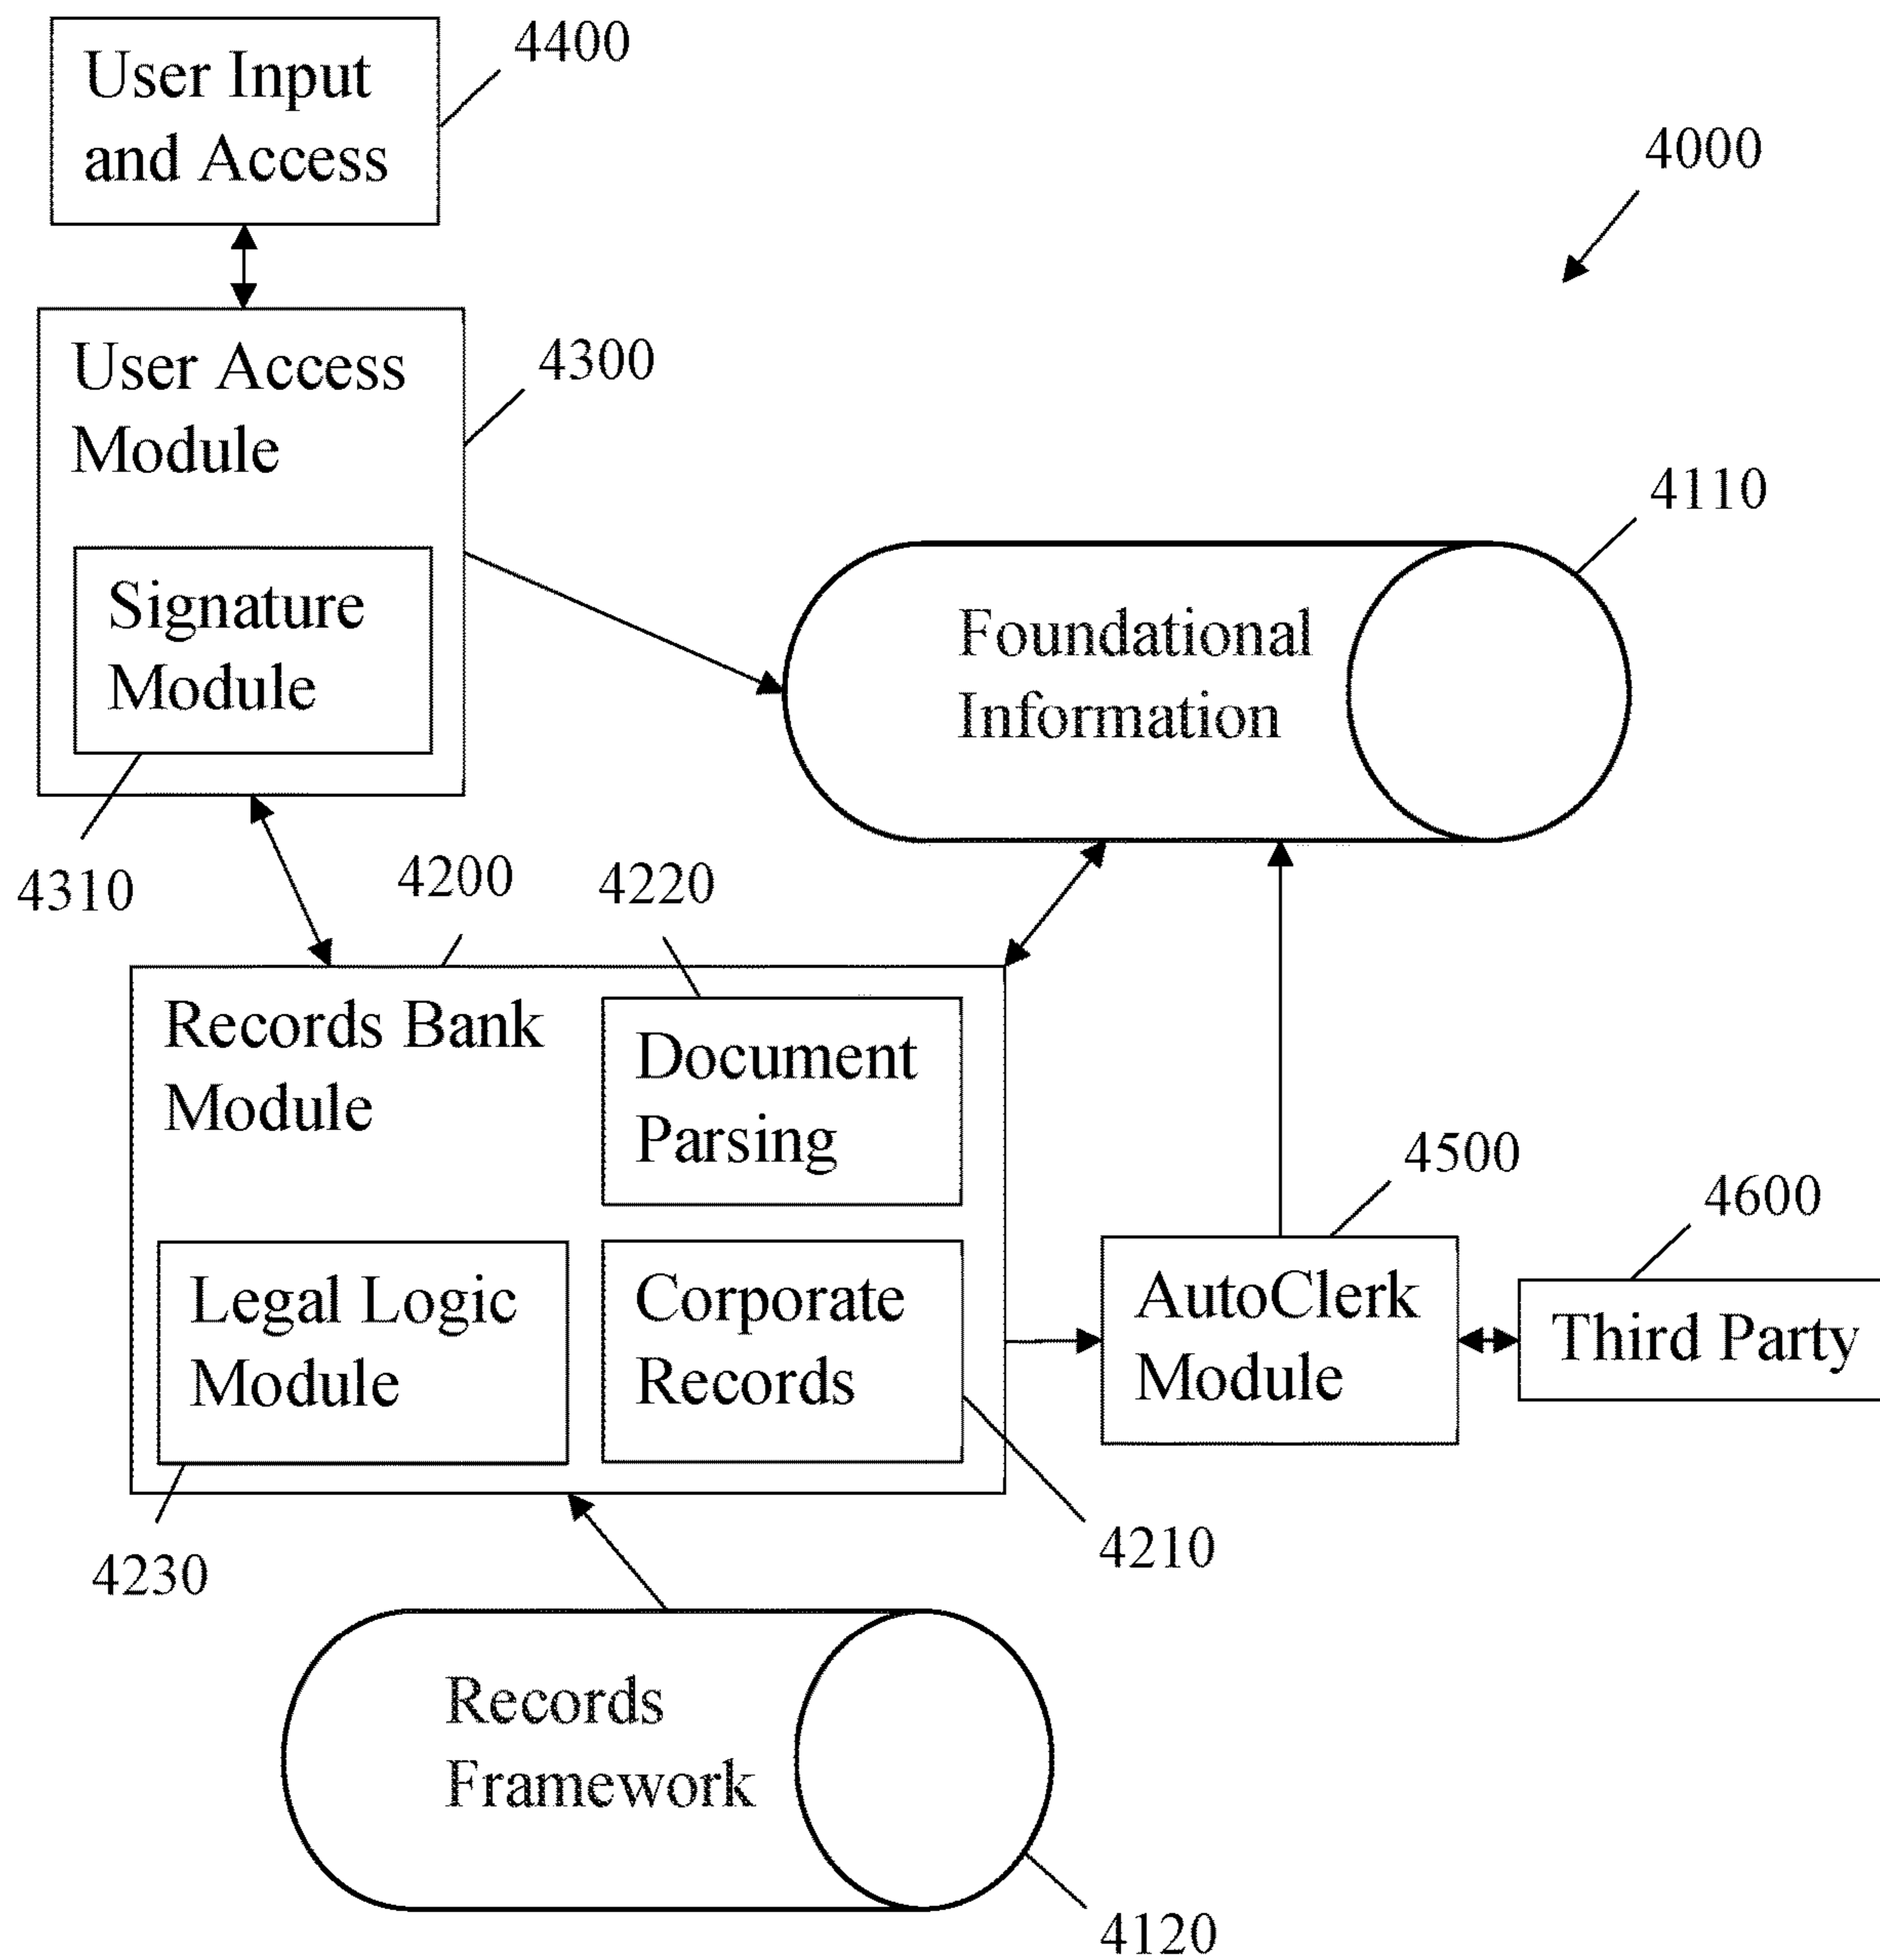 User Input
and Access
4400
4000
User Access
Module
4300
Signature
Module
4310
4110
Foundational
Information
4200
4220
Records Bank
Module
Document
Parsing
Legal Logic
Module
Corporate
Records
4500
AutoClerk
Module
4600
Third Party
4230
4210
Records
Framework
4120